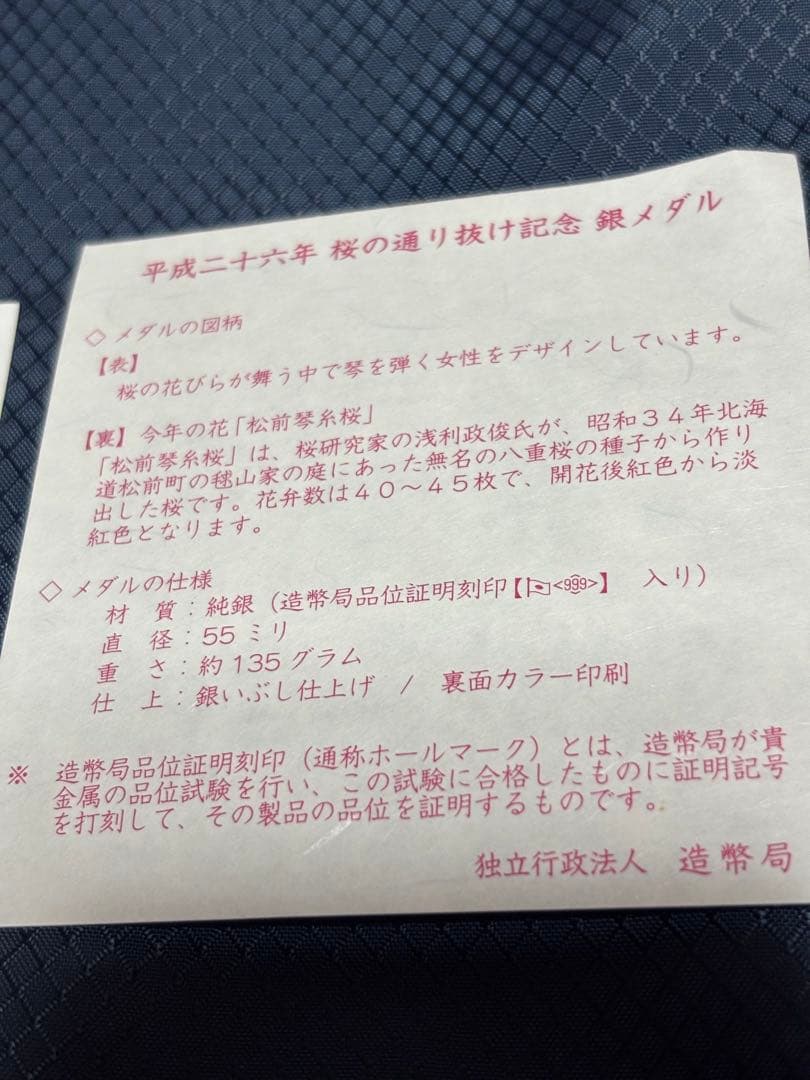 平成二十六年 桜の通り抜け記念 銀メダル
◇ メダルの図柄
【表】
桜の花びらが舞う中で琴を弾く女性をデザインしています。
【裏】今年の花「松前琴糸桜」
「松前琴糸桜」は、桜研究家の浅利政俊氏が、昭和34年北海
道松前町の毬山家の庭にあった無名の八重桜の種子から作り
出した桜です。花弁数は40～45枚で、開花後紅色から淡
紅色となります。
◇ メダルの仕様
材 質：純銀（造幣局品位証明刻印【<999>】 入り）
直 径：55 ミリ
重 さ：約 135 グラム
仕 上：銀いぶし仕上げ / 裏面カラー印刷
※ 造幣局品位証明刻印（通称ホールマーク）とは、造幣局が貴
金属の品位試験を行い、この試験に合格したものに証明記号
を打刻して、その製品の品位を証明するものです。
独立行政法人 造幣局